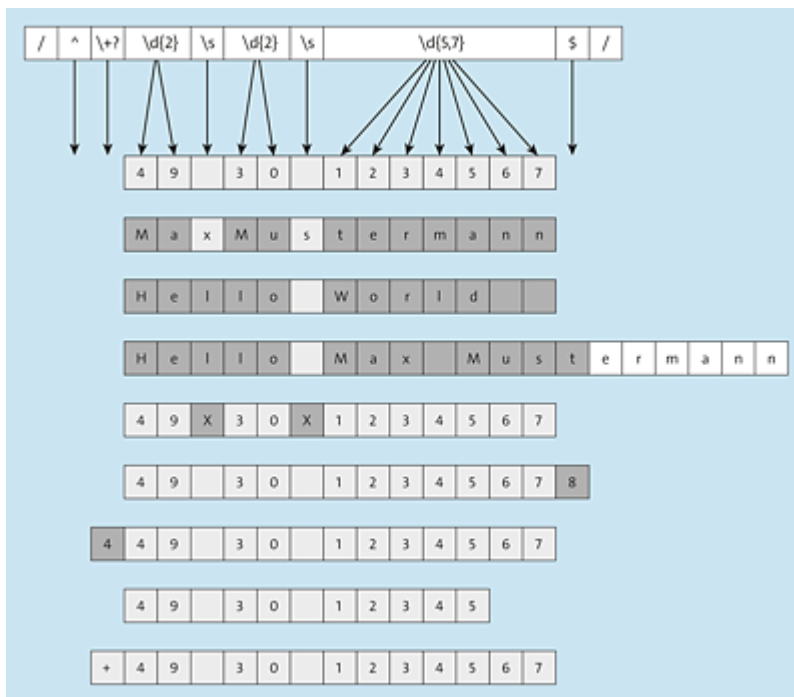 / ^ \+? \d{2} \s \d{2} \s \d{5,7} $ /
4 9 3 0 1 2 3 4 5 6 7
M a x M u s t e r m a n n
H e l l o W o r l d
H e l l o M a x M u s t e r m a n n
4 9 X 3 0 X 1 2 3 4 5 6 7
4 9 3 0 1 2 3 4 5 6 7 8
4 4 9 3 0 1 2 3 4 5 6 7
4 9 3 0 1 2 3 4 5
+ 4 9 3 0 1 2 3 4 5 6 7